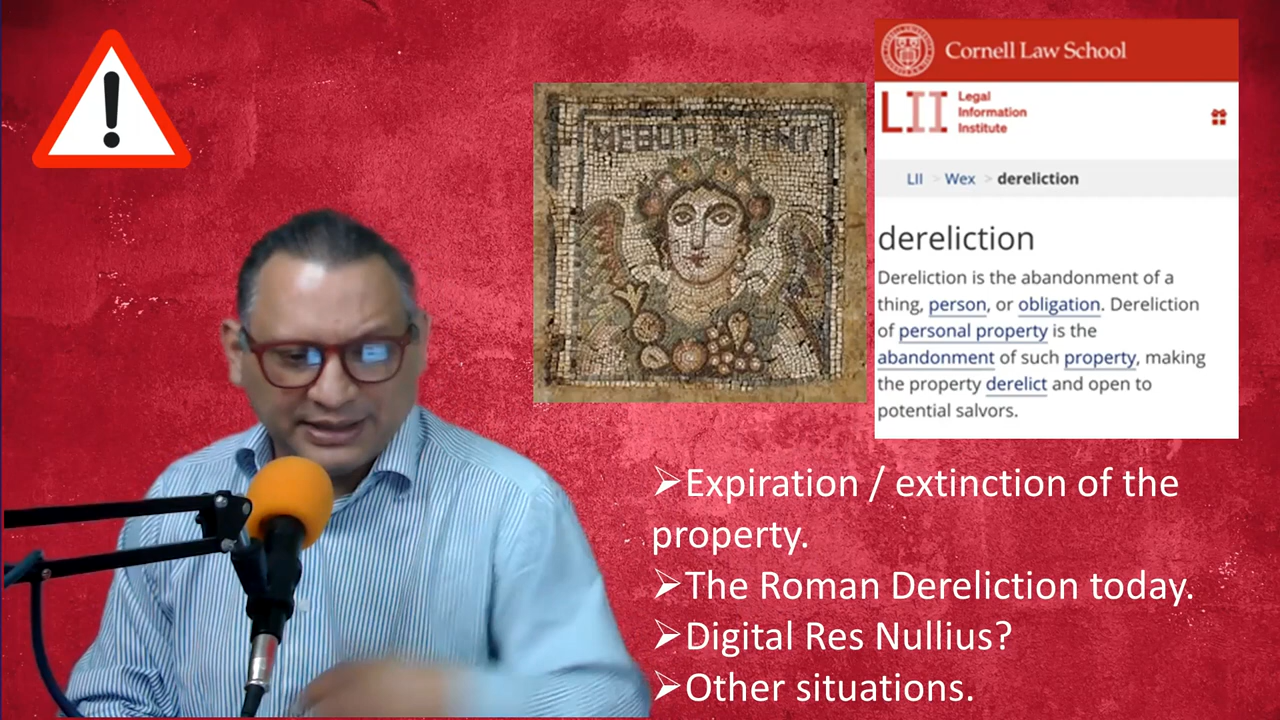 Cornell Law School
LII
Legal
Information
Institute
LII > Wex > dereliction
dereliction
Dereliction is the abandonment of a
thing, person, or obligation. Dereliction
of personal property is the
abandonment of such property, making
the property derelict and open to
potential salvors.
➢Expiration / extinction of the
property.
➢The Roman Dereliction today.
➢Digital Res Nullius?
➢Other situations.